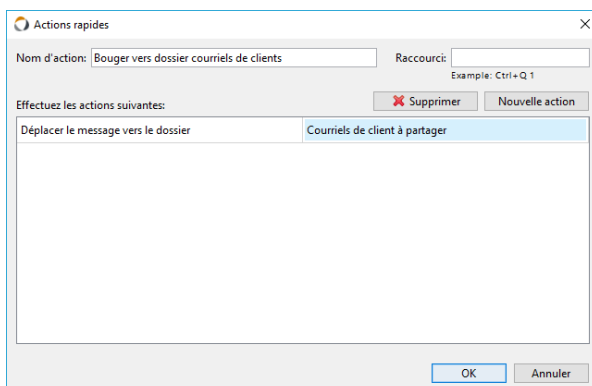 Actions rapides
Nom d'action: Bouger vers dossier courriels de clients Raccourci:
Example: Ctrl+Q 1
Effectuez les actions suivantes: Supprimer Nouvelle action
Déplacer le message vers le dossier Courriels de client à partager
OK Annuler